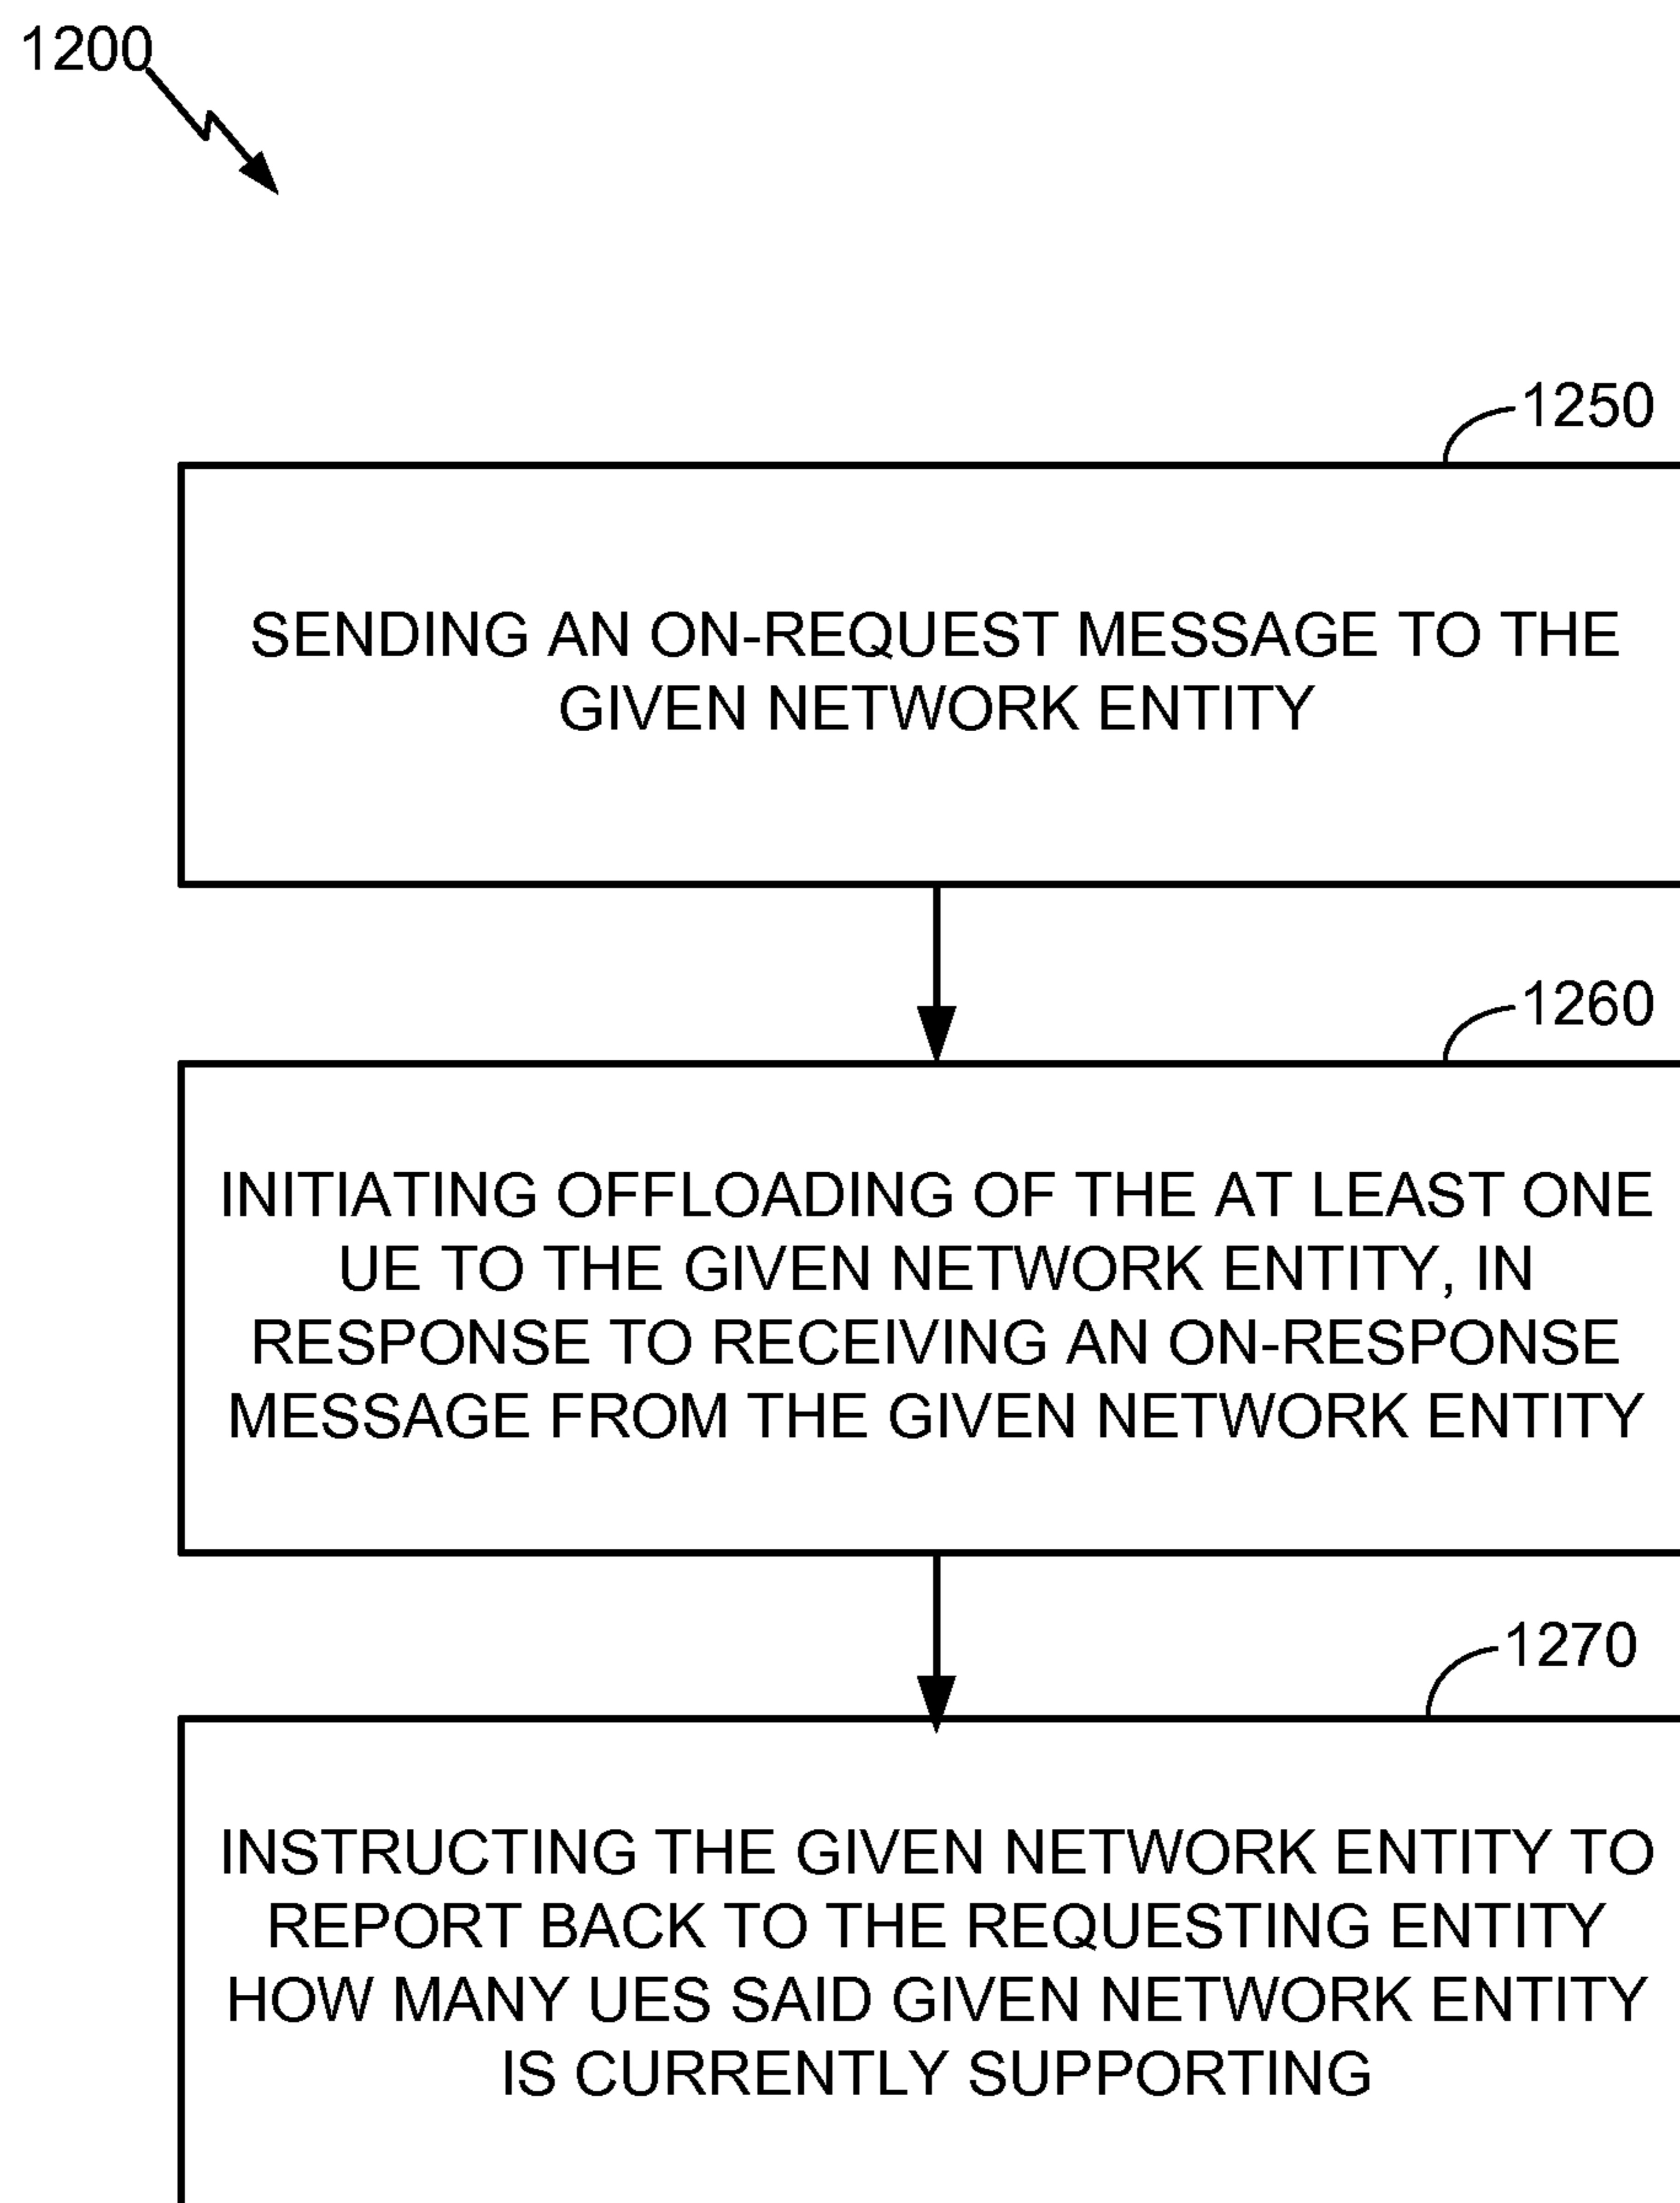 1200
1250
SENDING AN ON-REQUEST MESSAGE TO THE
GIVEN NETWORK ENTITY
1260
INITIATING OFFLOADING OF THE AT LEAST ONE
UE TO THE GIVEN NETWORK ENTITY, IN
RESPONSE TO RECEIVING AN ON-RESPONSE
MESSAGE FROM THE GIVEN NETWORK ENTITY
1270
INSTRUCTING THE GIVEN NETWORK ENTITY TO
REPORT BACK TO THE REQUESTING ENTITY
HOW MANY UES SAID GIVEN NETWORK ENTITY
IS CURRENTLY SUPPORTING